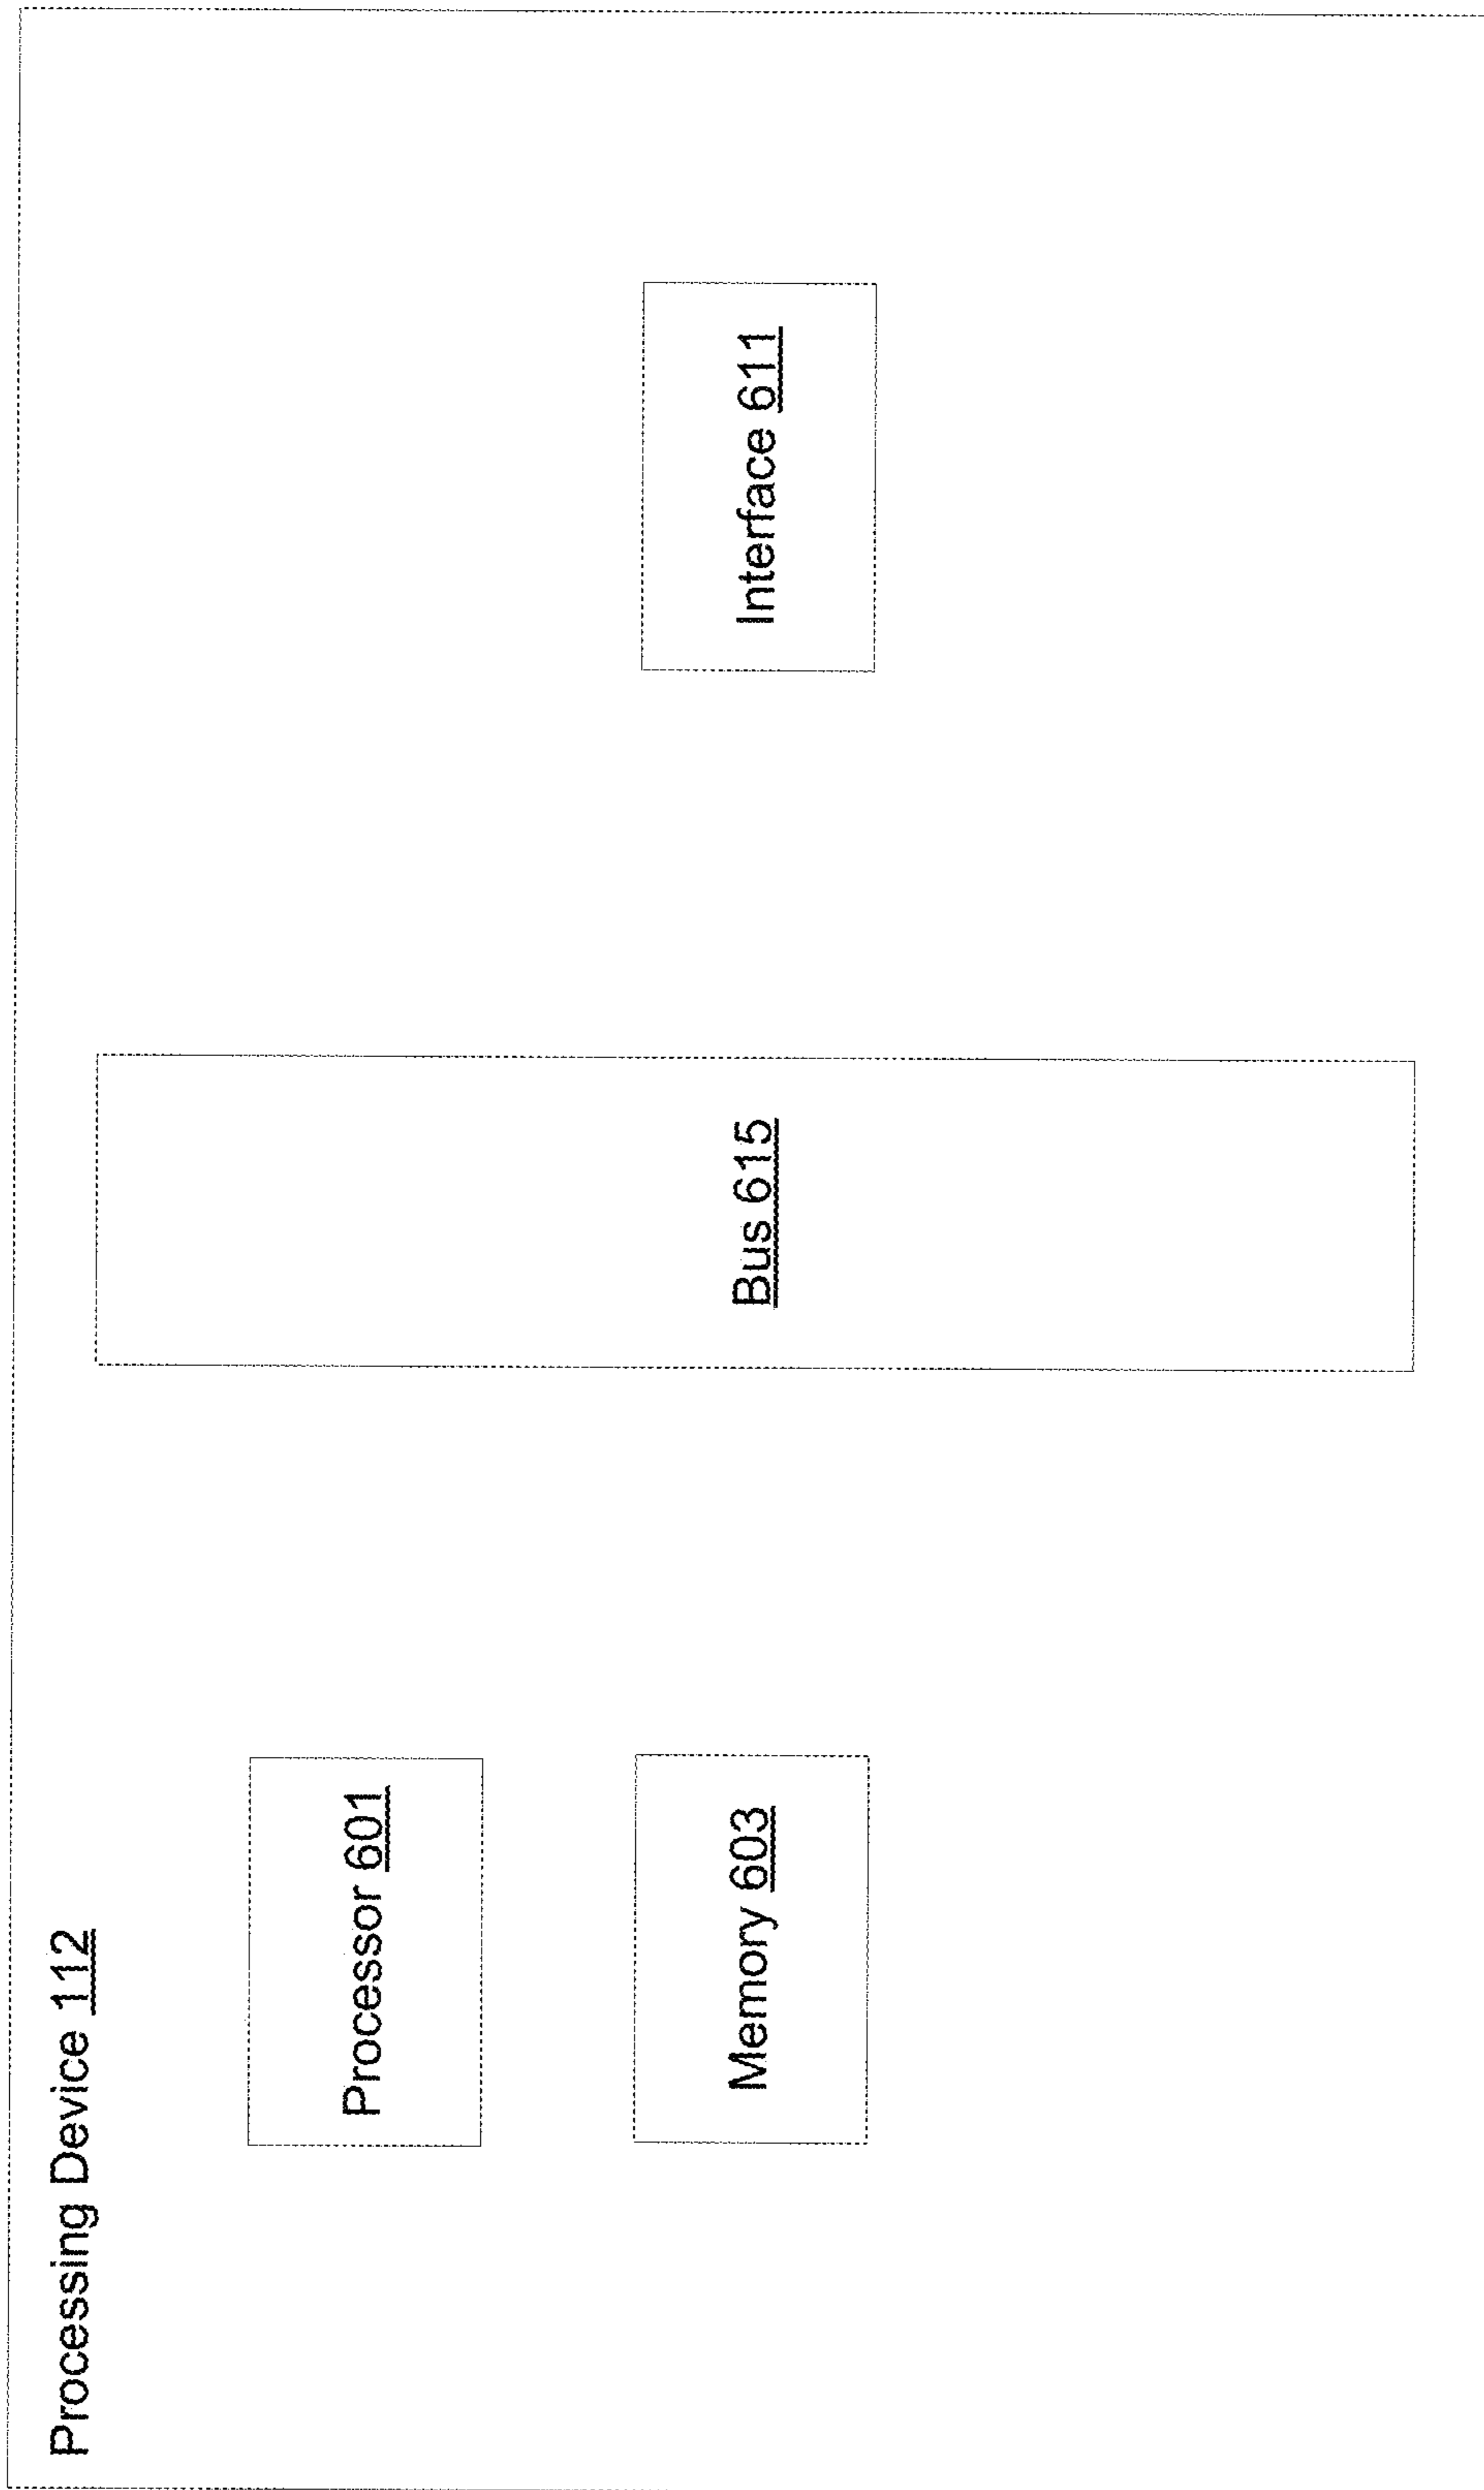 Processing Device 112
Processor 601
Memory 603
Bus 615
Interface 611